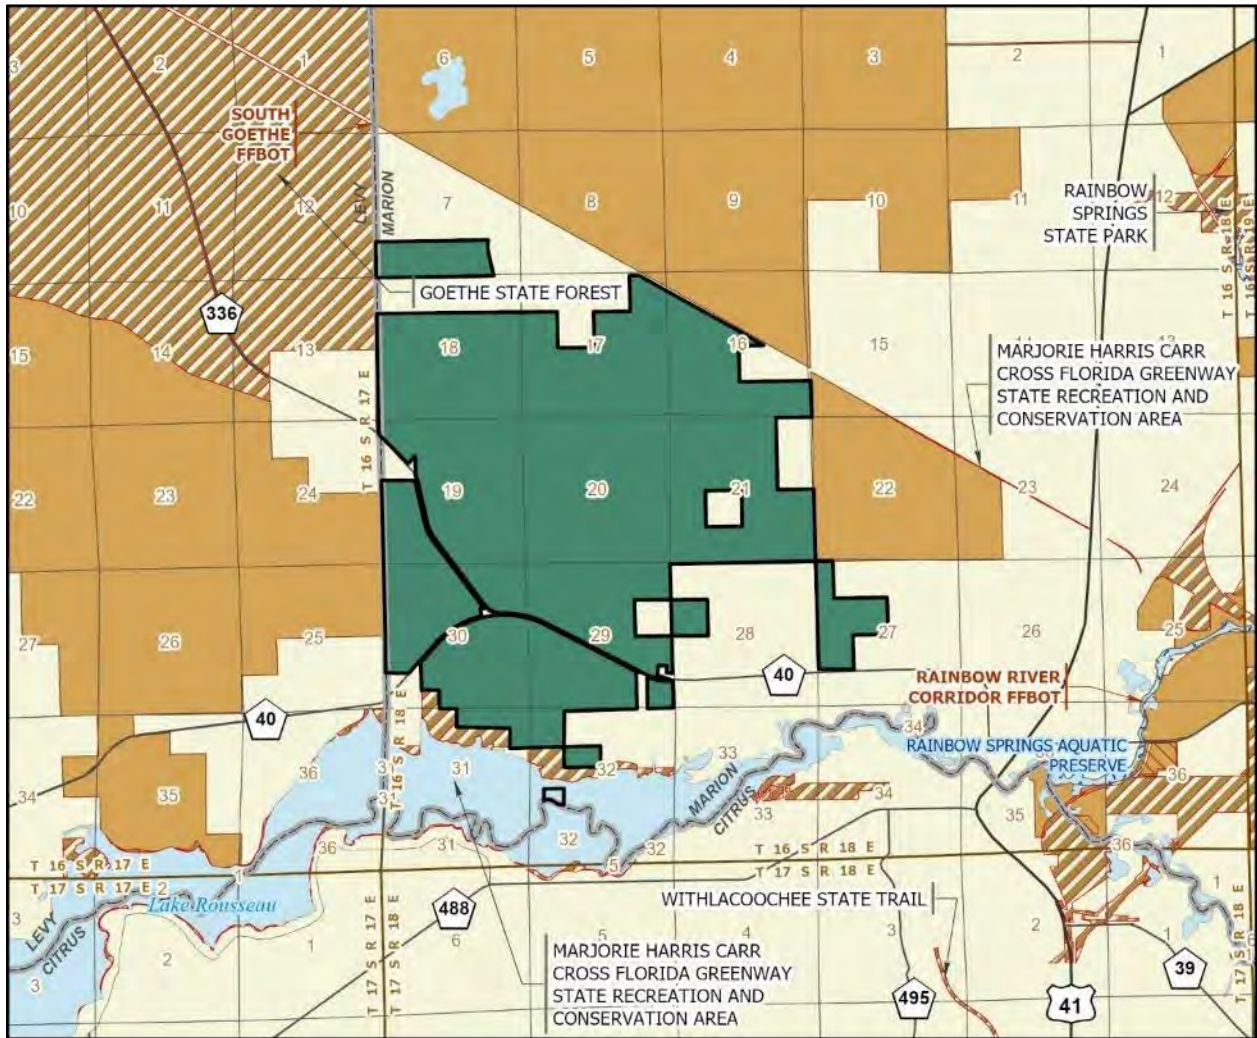 3
2
1
6
5
4
3
2
1
SOUTH
GOETHE
FFBOT
10
11
12
LEVY
MARION
7
8
9
10
11
12
RAINBOW
SPRINGS
STATE PARK
T 16 S R 18 E
T 16 S R 19 E
GOETHE STATE FOREST
336
15
14
13
18
17
16
15
13
MARJORIE HARRIS CARR
CROSS FLORIDA GREENWAY
STATE RECREATION AND
CONSERVATION AREA
T 16 S R 17 E
22
23
24
19
20
21
22
23
24
27
26
25
30
29
28
27
26
25
40
40
RAINBOW RIVER
CORRIDOR FFBOT
T 16 S R 18 E
34
35
36
31
32
33
34
RAINBOW SPRINGS AQUATIC
PRESERVE
36
MARION
CITRUS
33
34
35
36
36
31
32
32
5
T 16 S R 17 E
T 17 S R 17 E
T 16 S R 18 E
T 17 S R 18 E
2
1
1
Lake Rousseau
LEVY
CITRUS
3
3
2
1
488
6
5
4
3
2
WITHLACOOCHEE STATE TRAIL
T 17 S R 17 E
T 17 S R 18 E
MARJORIE HARRIS CARR
CROSS FLORIDA GREENWAY
STATE RECREATION AND
CONSERVATION AREA
495
41
39
T 17 S R 18 E